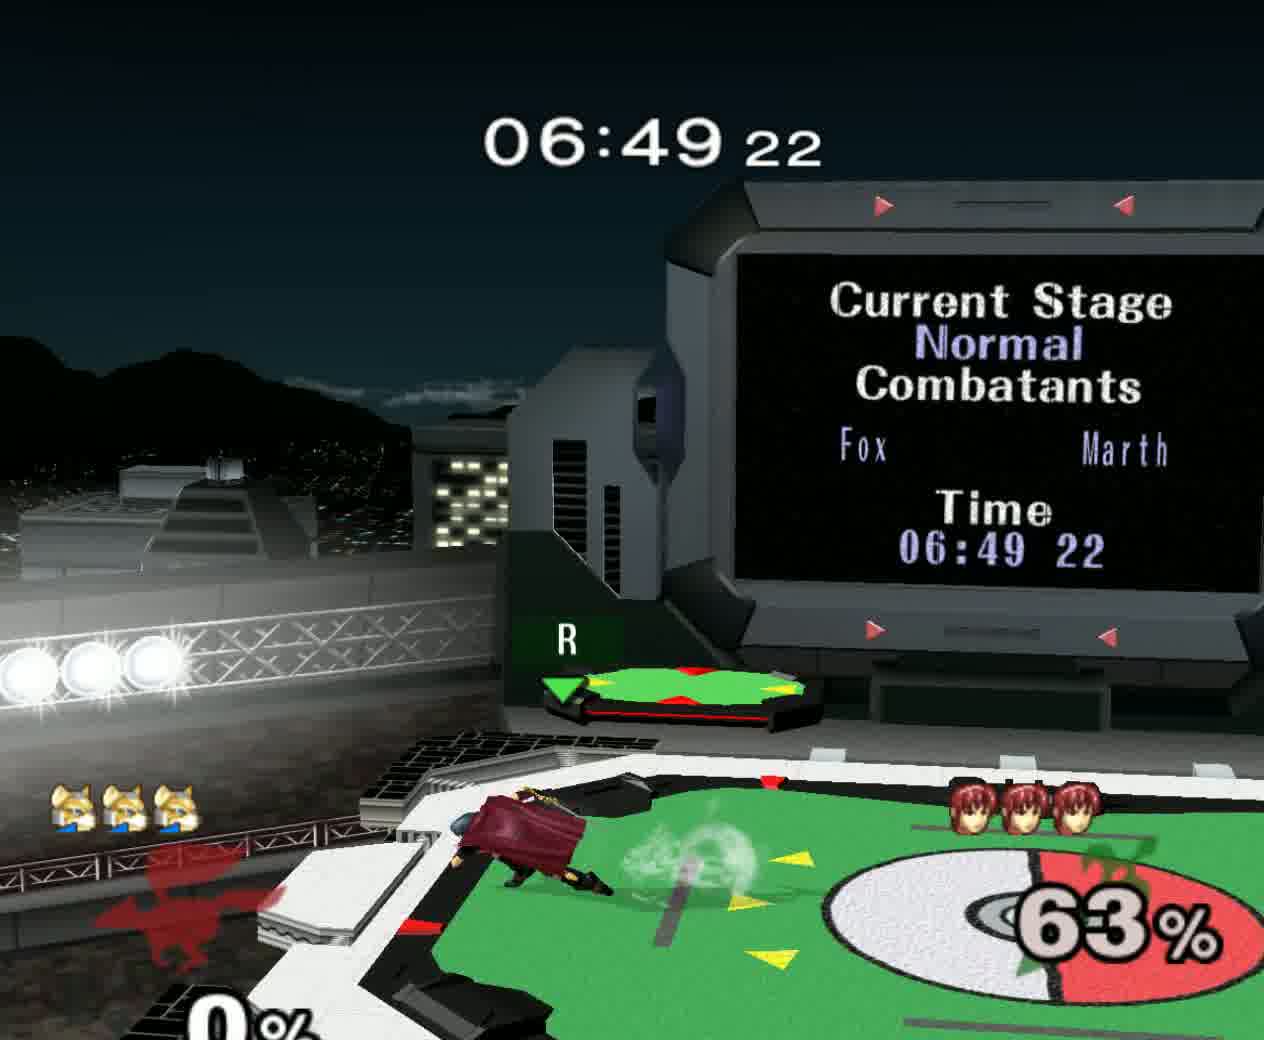 06:49 22
Current Stage
Normal
Combatants
Fox Marth
Time
06:49 22
R
63%
0%